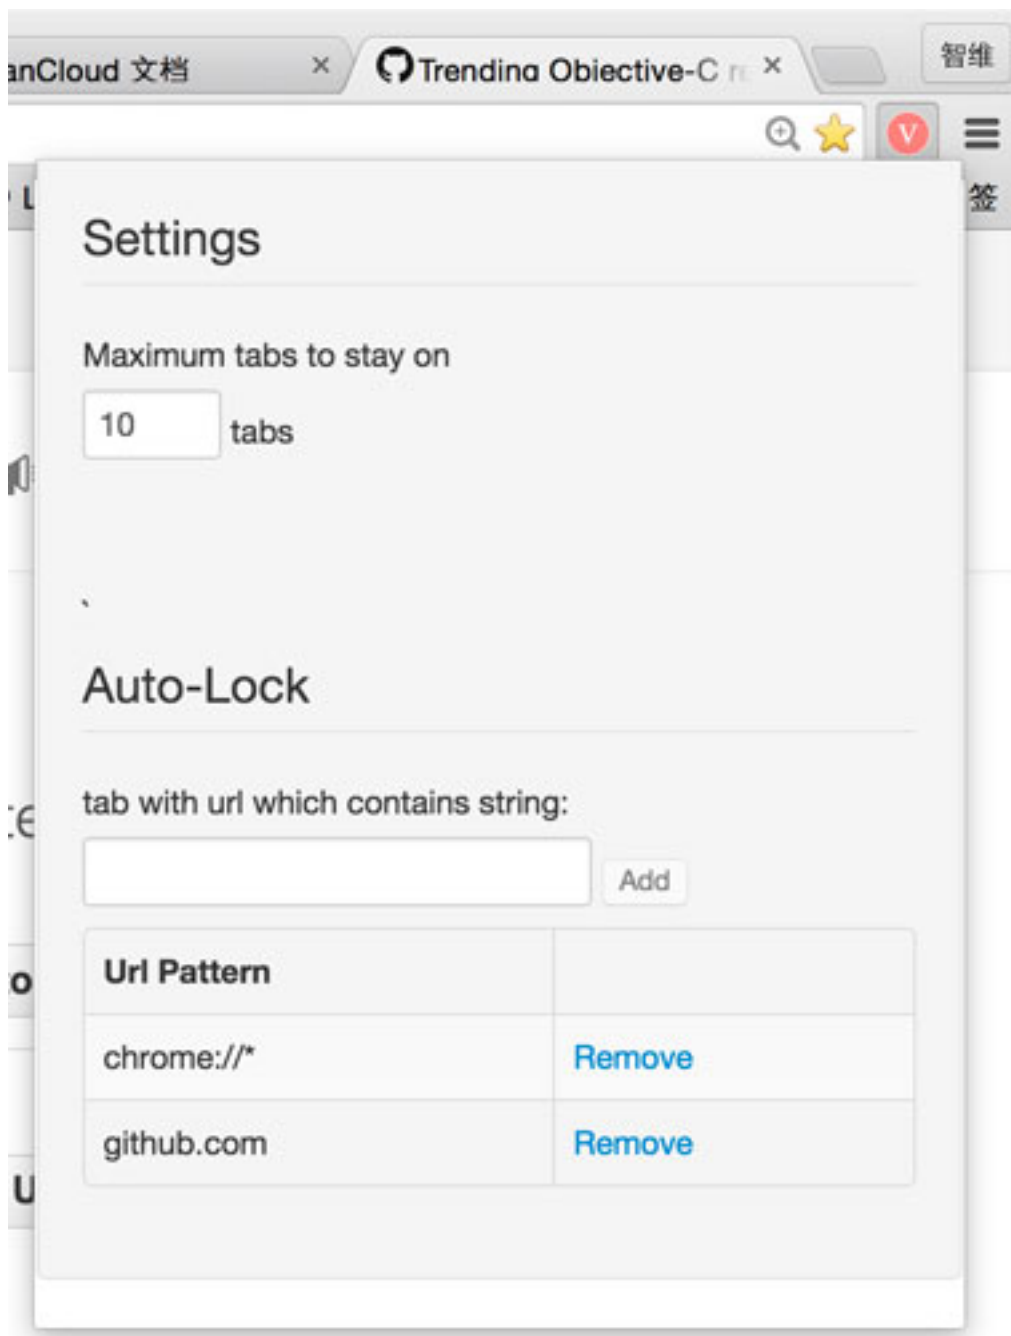 anCloud 文档 × Trending Objective-C × 智维
V
签
Settings
Maximum tabs to stay on
10 tabs
`
Auto-Lock
tab with url which contains string:
Add
Url Pattern
chrome://* Remove
github.com Remove